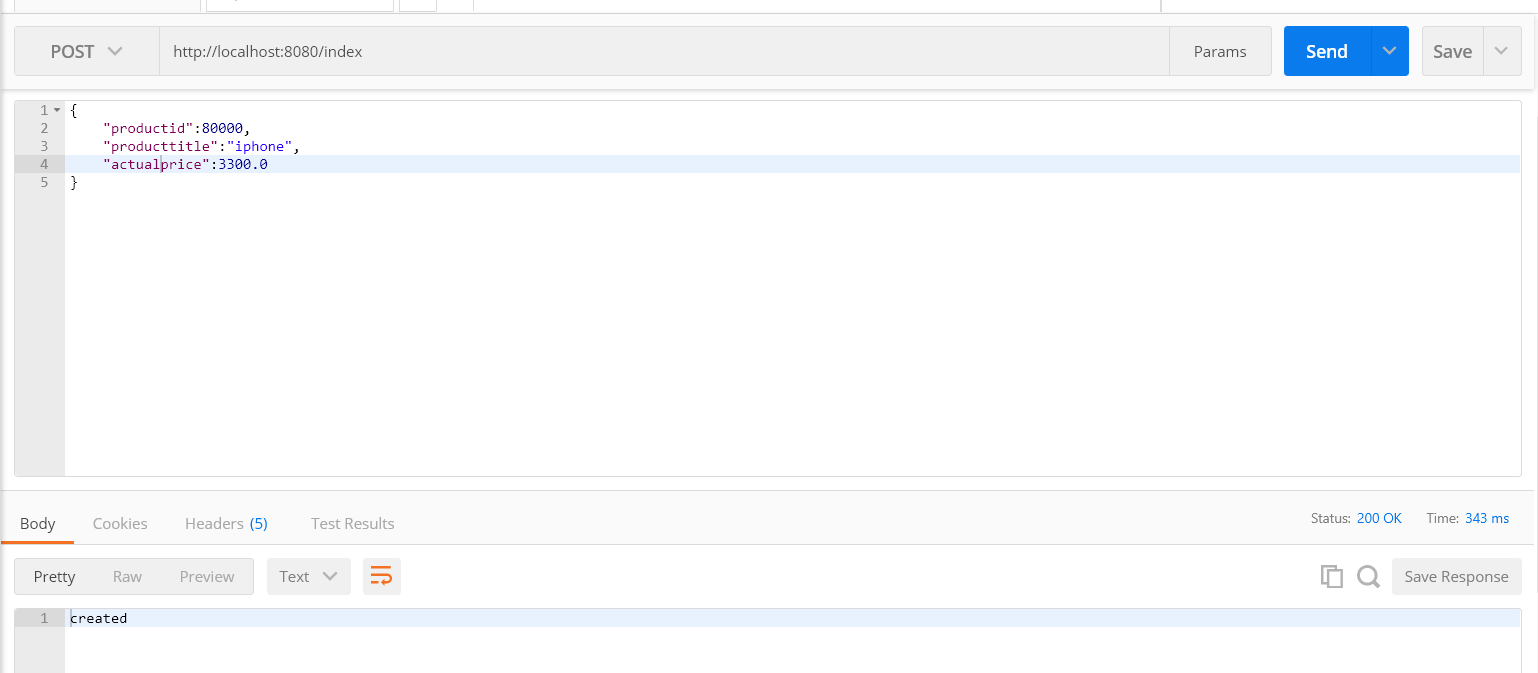 POST http://localhost:8080/index Params Send Save
1 {
2 "productid":80000,
3 "producttitle":"iphone",
4 "actualprice":3300.0
5 }
Body Cookies Headers (5) Test Results Status: 200 OK Time: 343 ms
Pretty Raw Preview Text Save Response
1 created